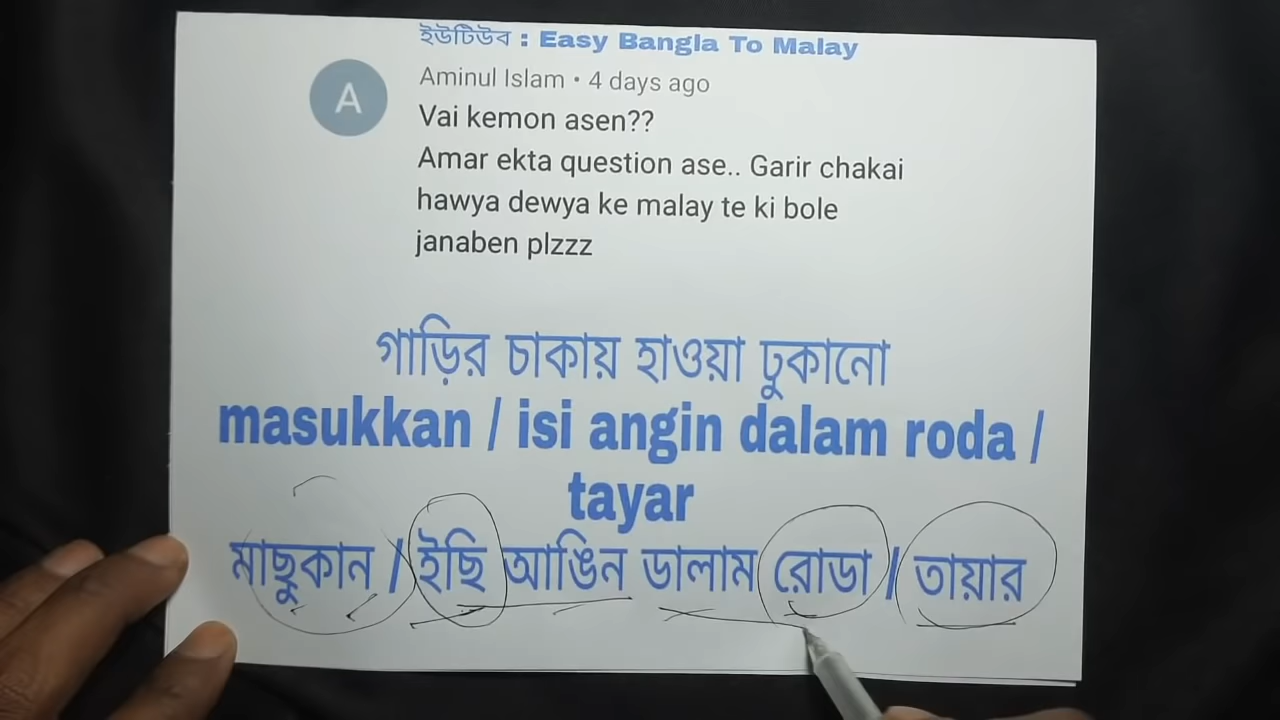 ইউটিউব : Easy Bangla To Malay
A
Aminul Islam • 4 days ago
Vai kemon asen??
Amar ekta question ase.. Garir chakai
hawya dewya ke malay te ki bole
janaben plzzz
গাড়ির চাকায় হাওয়া ঢুকানো
masukkan / isi angin dalam roda /
tayar
মাছুকান / ইছি আঙিন ডালাম রোডা / তায়ার